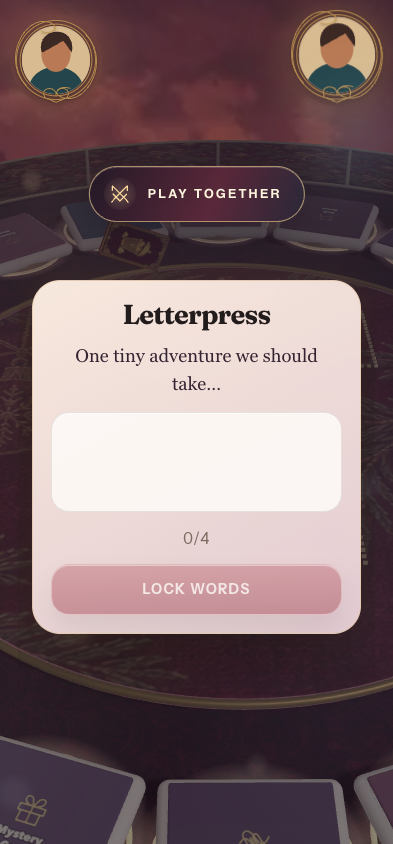 PLAY TOGETHER
Letterpress
One tiny adventure we should
take...
0/4
LOCK WORDS
Mystery